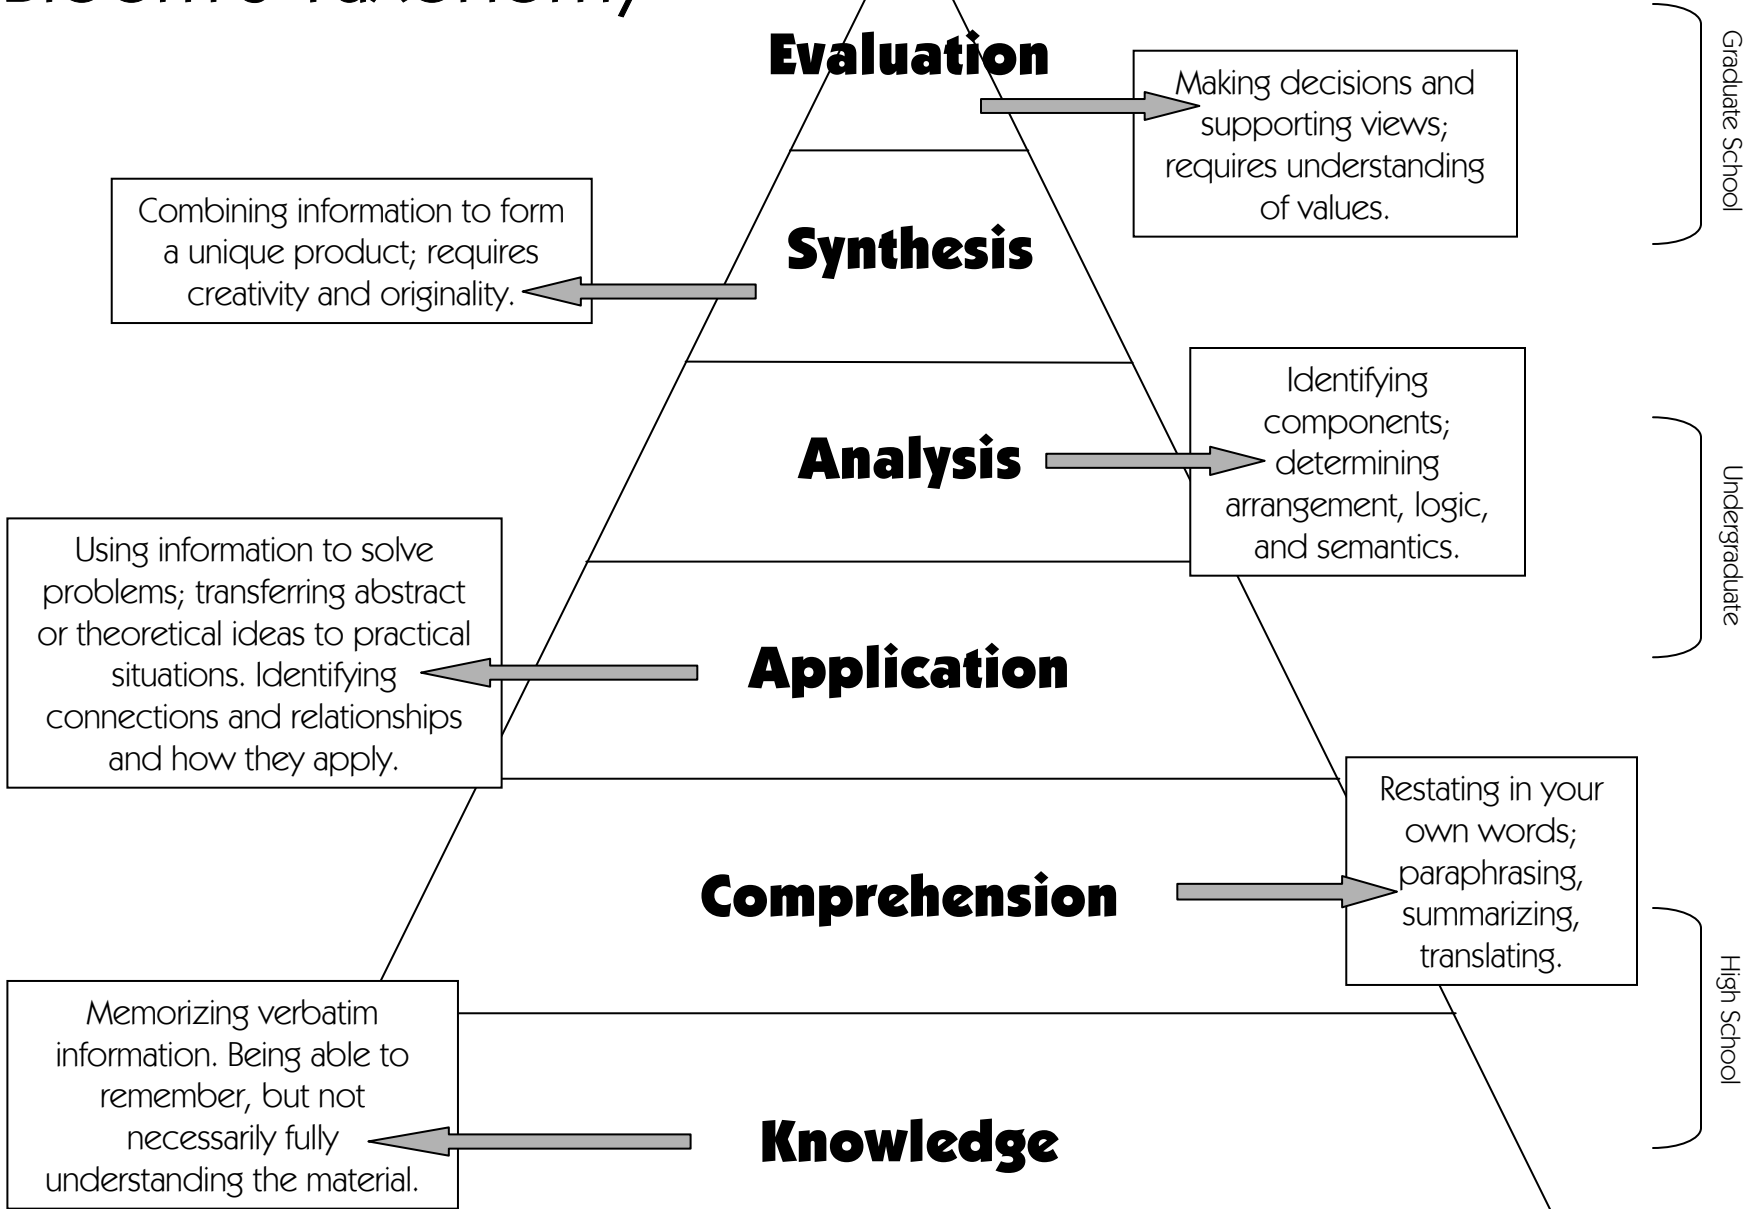 Bloom's Taxonomy
Evaluation
Making decisions and
supporting views;
requires understanding
of values.
Graduate School
Combining information to form
a unique product; requires
creativity and originality.
Synthesis
Analysis
Identifying
components;
determining
arrangement, logic,
and semantics.
Undergraduate
Using information to solve
problems; transferring abstract
or theoretical ideas to practical
situations. Identifying
connections and relationships
and how they apply.
Application
Comprehension
Restating in your
own words;
paraphrasing,
summarizing,
translating.
High School
Memorizing verbatim
information. Being able to
remember, but not
necessarily fully
understanding the material.
Knowledge